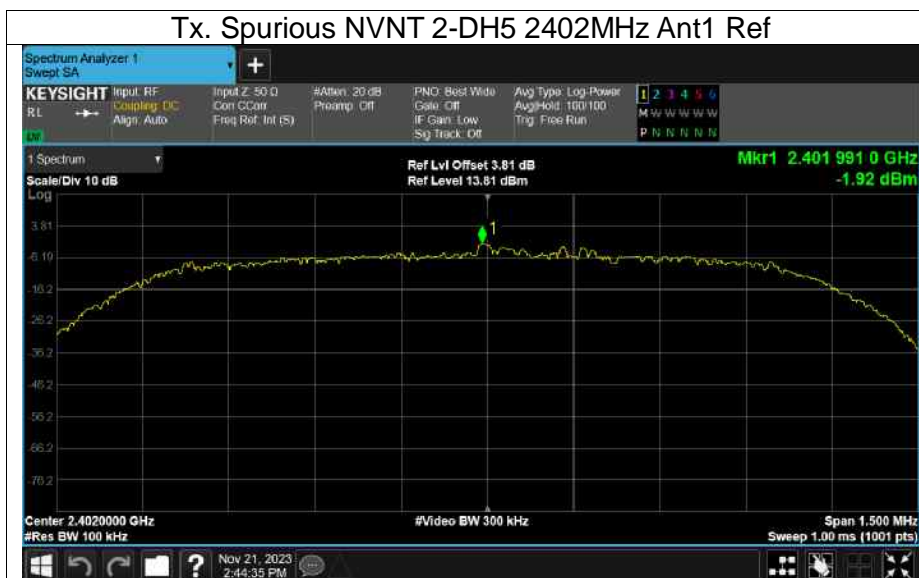 Tx. Spurious NVNT 2-DH5 2402MHz Ant1 Ref
Spectrum Analyzer 1
Swept SA
+
KEYSIGHT
RL
Input: RF
Coupling: DC
Align: Auto
Input Z: 50 Ω
Corr CCorr
Freq Ref: Int (S)
#Atten: 20 dB
Preamp: Off
PNO: Best Wide
Gate: Off
IF Gain: Low
Sig Track: Off
Avg Type: Log-Power
Avg|Hold: 100/100
Trig: Free Run
1 2 3 4 5 6
M W W W W W
P N N N N N
1 Spectrum
Scale/Div 10 dB
Ref Lvl Offset 3.81 dB
Ref Level 13.81 dBm
Mkr1 2.401 991 0 GHz
-1.92 dBm
Log
3.81
-6.19
-16.2
-26.2
-36.2
-46.2
-56.2
-66.2
-76.2
1
Center 2.4020000 GHz
#Res BW 100 kHz
#Video BW 300 kHz
Span 1.500 MHz
Sweep 1.00 ms (1001 pts)
?
Nov 21, 2023
2:44:35 PM